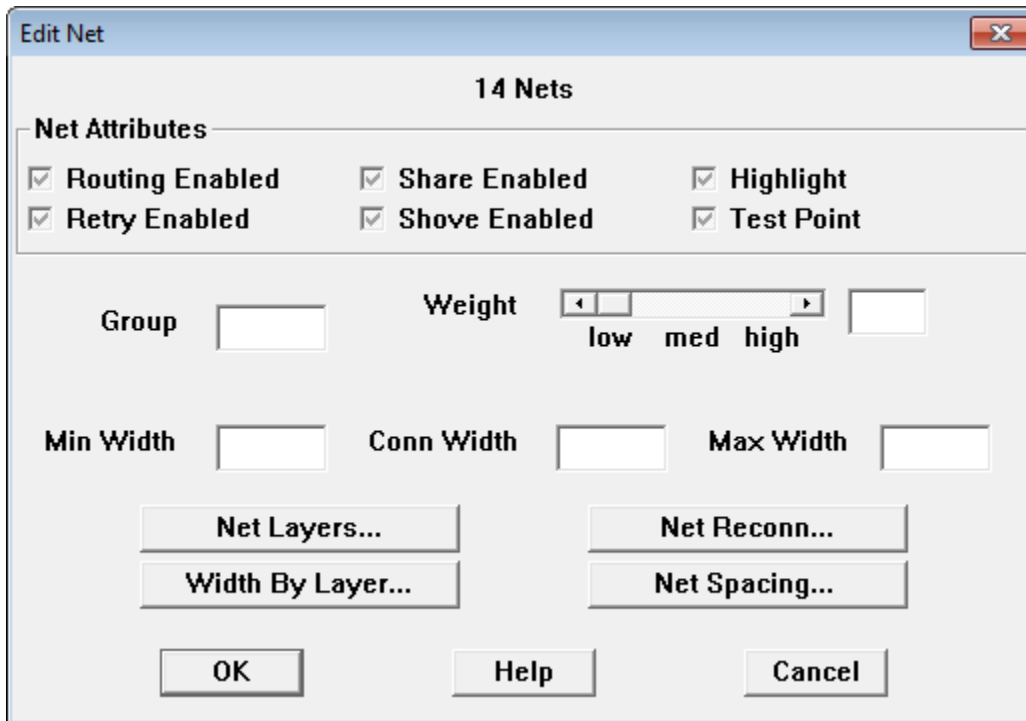 Edit Net
14 Nets
Net Attributes
Routing Enabled Share Enabled Highlight
Retry Enabled Shove Enabled Test Point
Group Weight
low med high
Min Width Conn Width Max Width
Net Layers... Net Reconn...
Width By Layer... Net Spacing...
OK Help Cancel